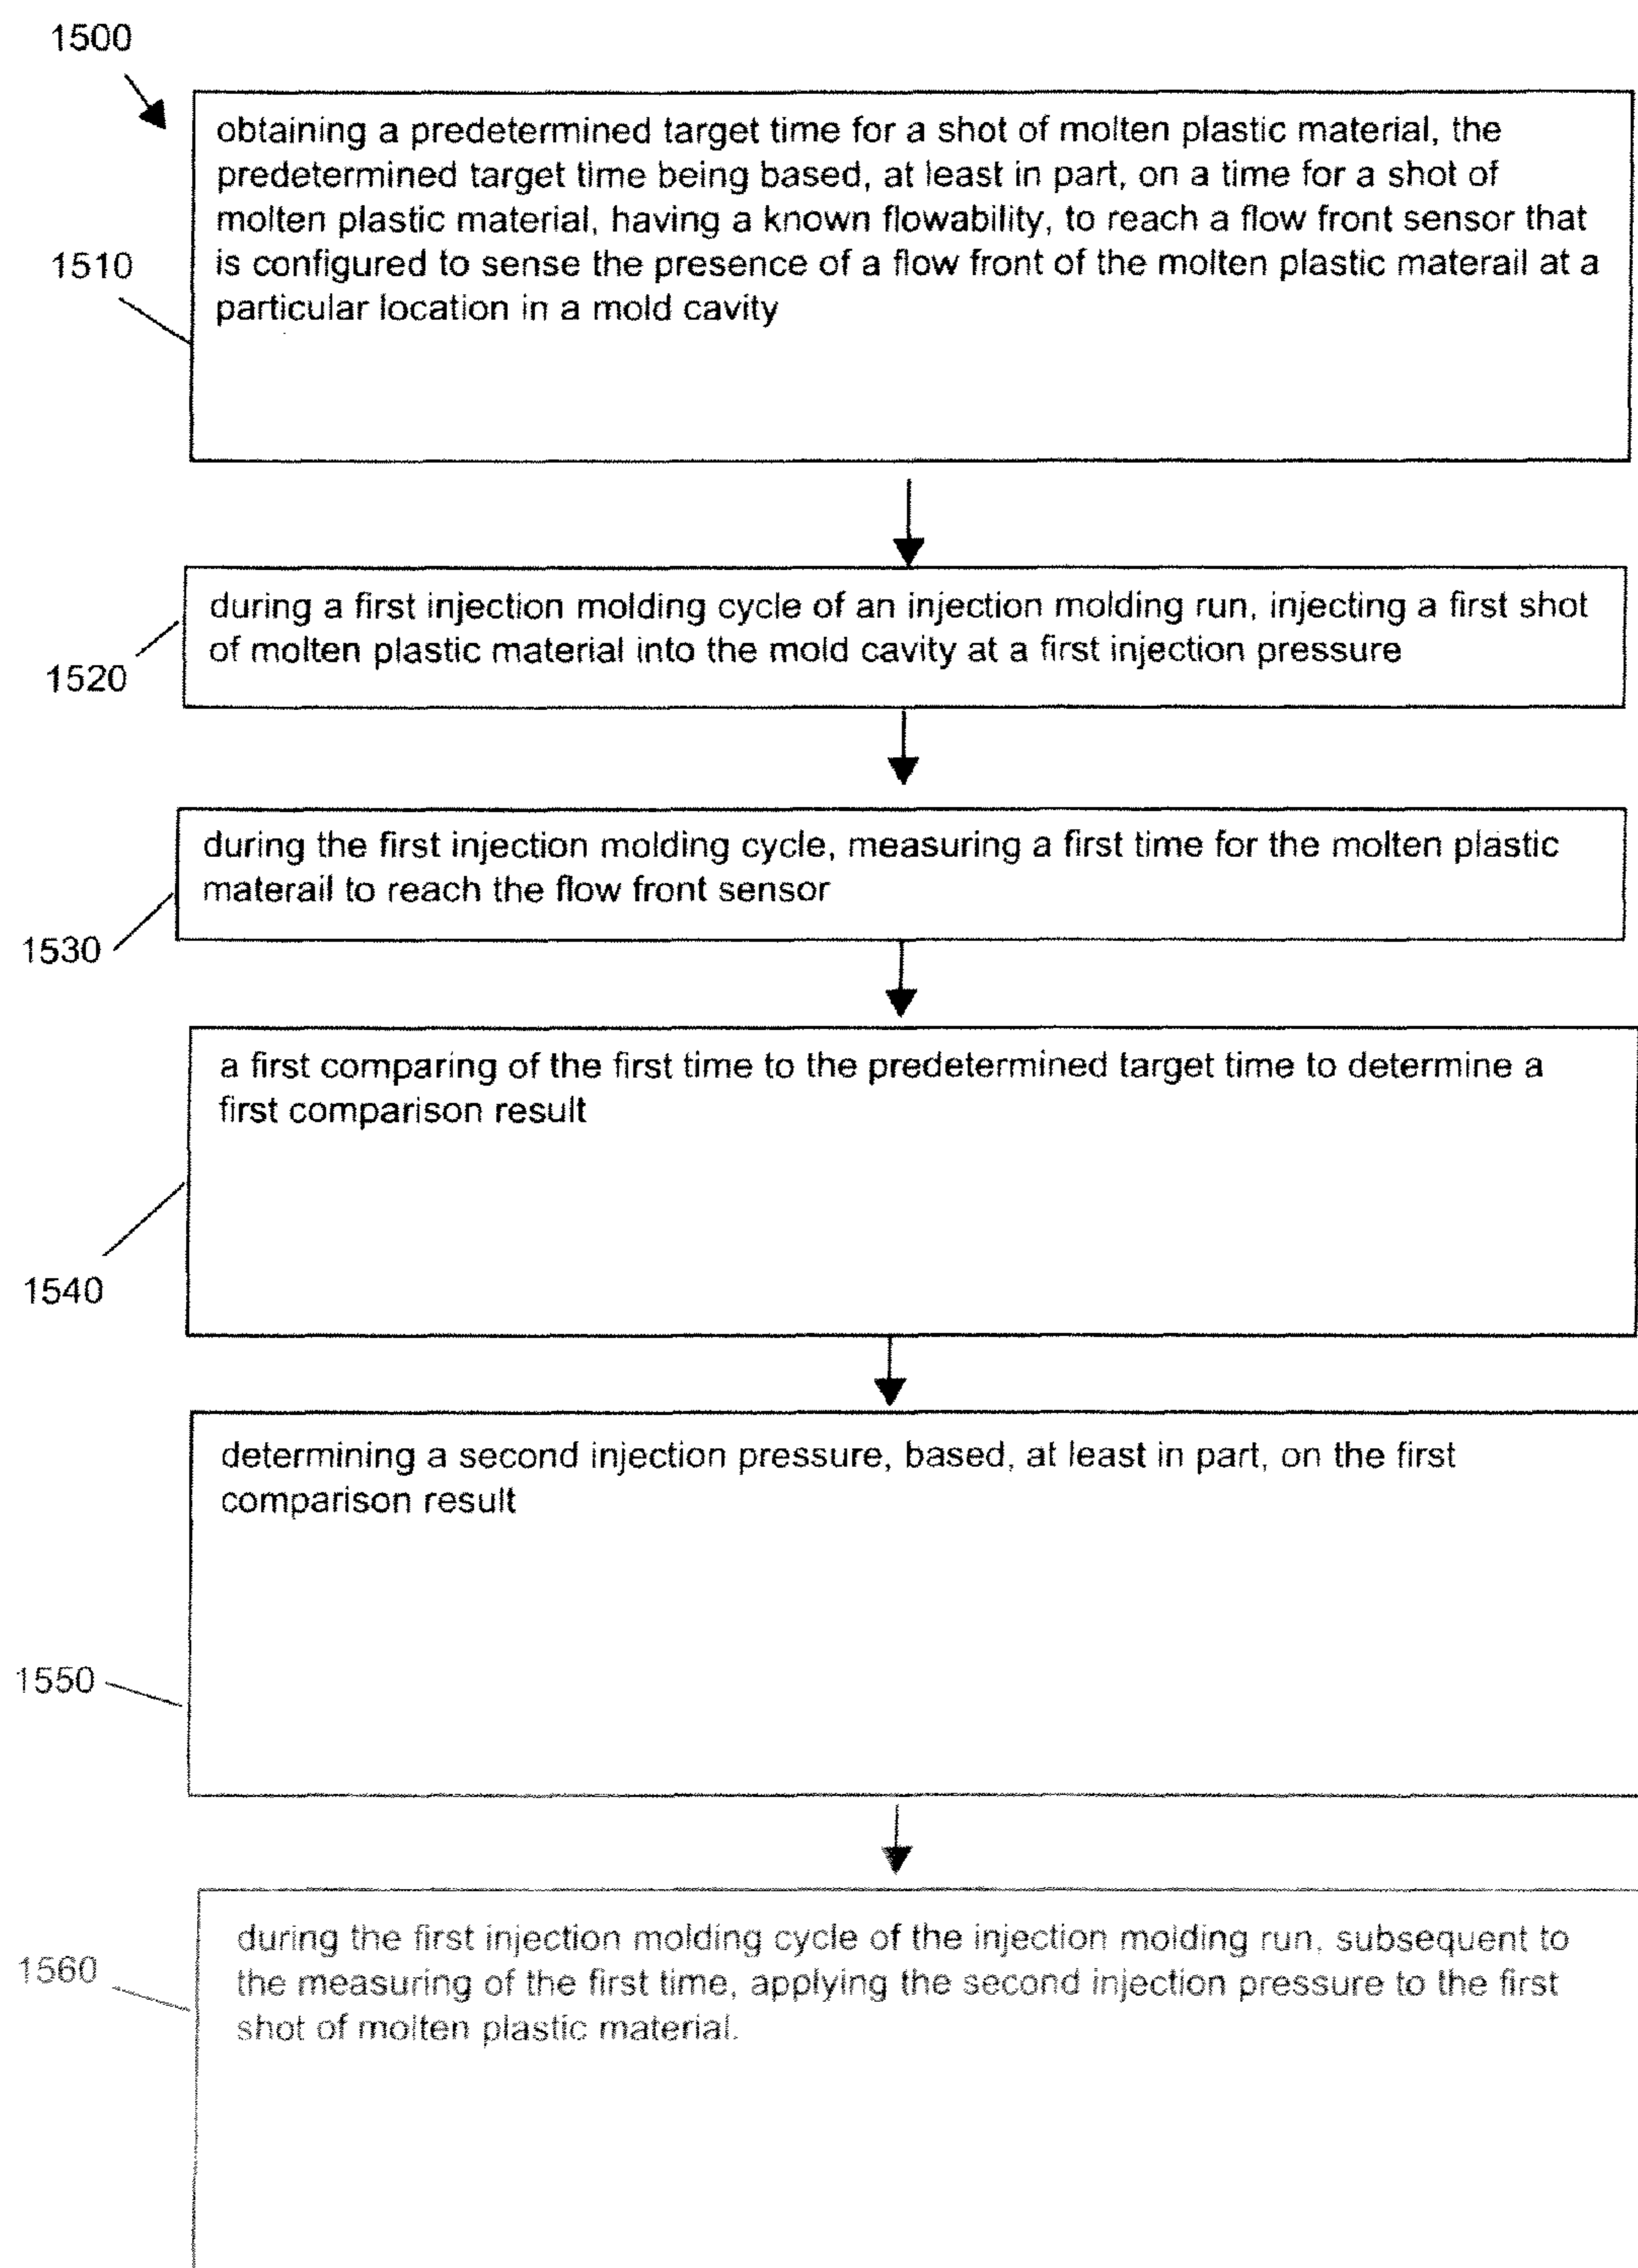 1500
obtaining a predetermined target time for a shot of molten plastic material, the
predetermined target time being based, at least in part, on a time for a shot of
molten plastic material, having a known flowability, to reach a flow front sensor that
is configured to sense the presence of a flow front of the molten plastic materail at a
particular location in a mold cavity
1510
during a first injection molding cycle of an injection molding run, injecting a first shot
of molten plastic material into the mold cavity at a first injection pressure
1520
during the first injection molding cycle, measuring a first time for the molten plastic
materail to reach the flow front sensor
1530
a first comparing of the first time to the predetermined target time to determine a
first comparison result
1540
determining a second injection pressure, based, at least in part, on the first
comparison result
1550
during the first injection molding cycle of the injection molding run, subsequent to
the measuring of the first time, applying the second injection pressure to the first
shot of molten plastic material.
1560